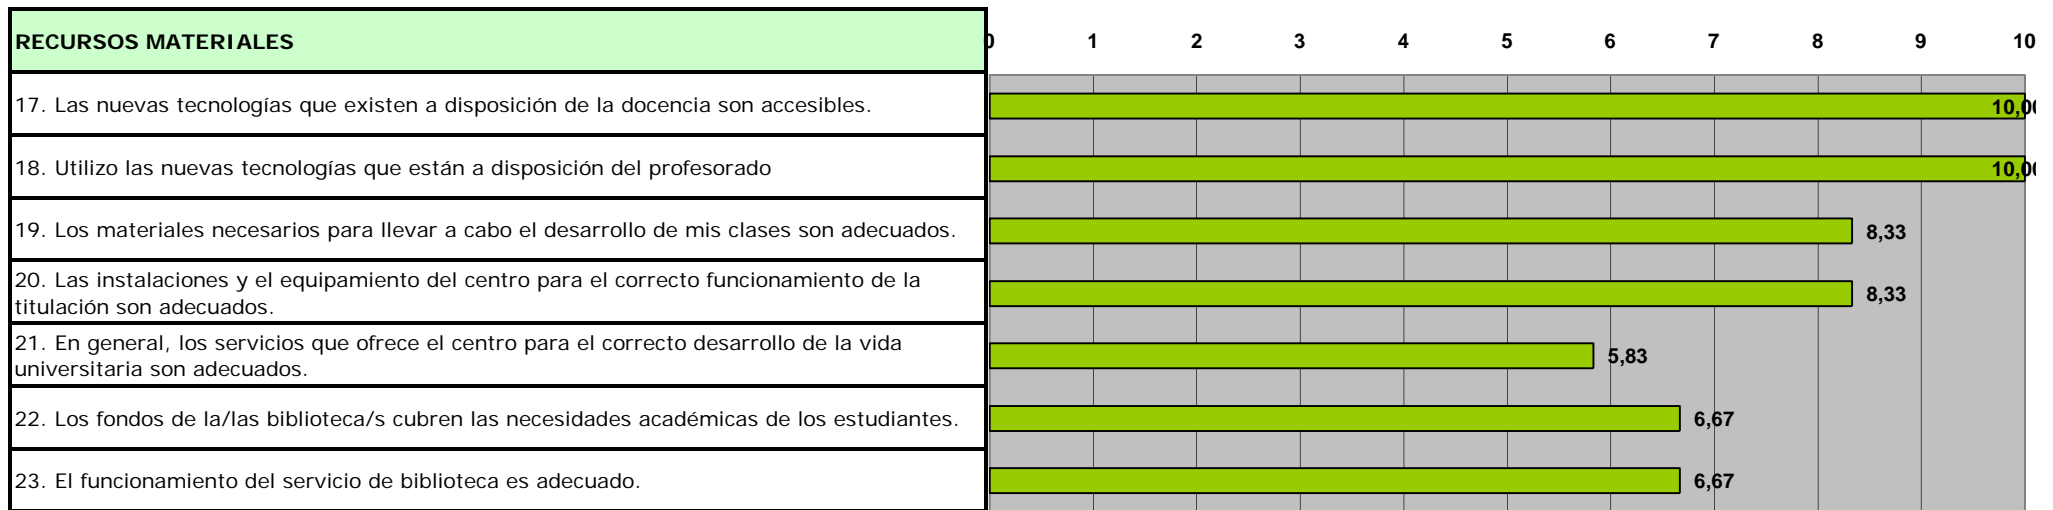 RECURSOS MATERIALES
0 1 2 3 4 5 6 7 8 9 10
17. Las nuevas tecnologías que existen a disposición de la docencia son accesibles.
10,00
18. Utilizo las nuevas tecnologías que están a disposición del profesorado
10,00
19. Los materiales necesarios para llevar a cabo el desarrollo de mis clases son adecuados.
8,33
20. Las instalaciones y el equipamiento del centro para el correcto funcionamiento de la
titulación son adecuados.
8,33
21. En general, los servicios que ofrece el centro para el correcto desarrollo de la vida
universitaria son adecuados.
5,83
22. Los fondos de la/las biblioteca/s cubren las necesidades académicas de los estudiantes.
6,67
23. El funcionamiento del servicio de biblioteca es adecuado.
6,67